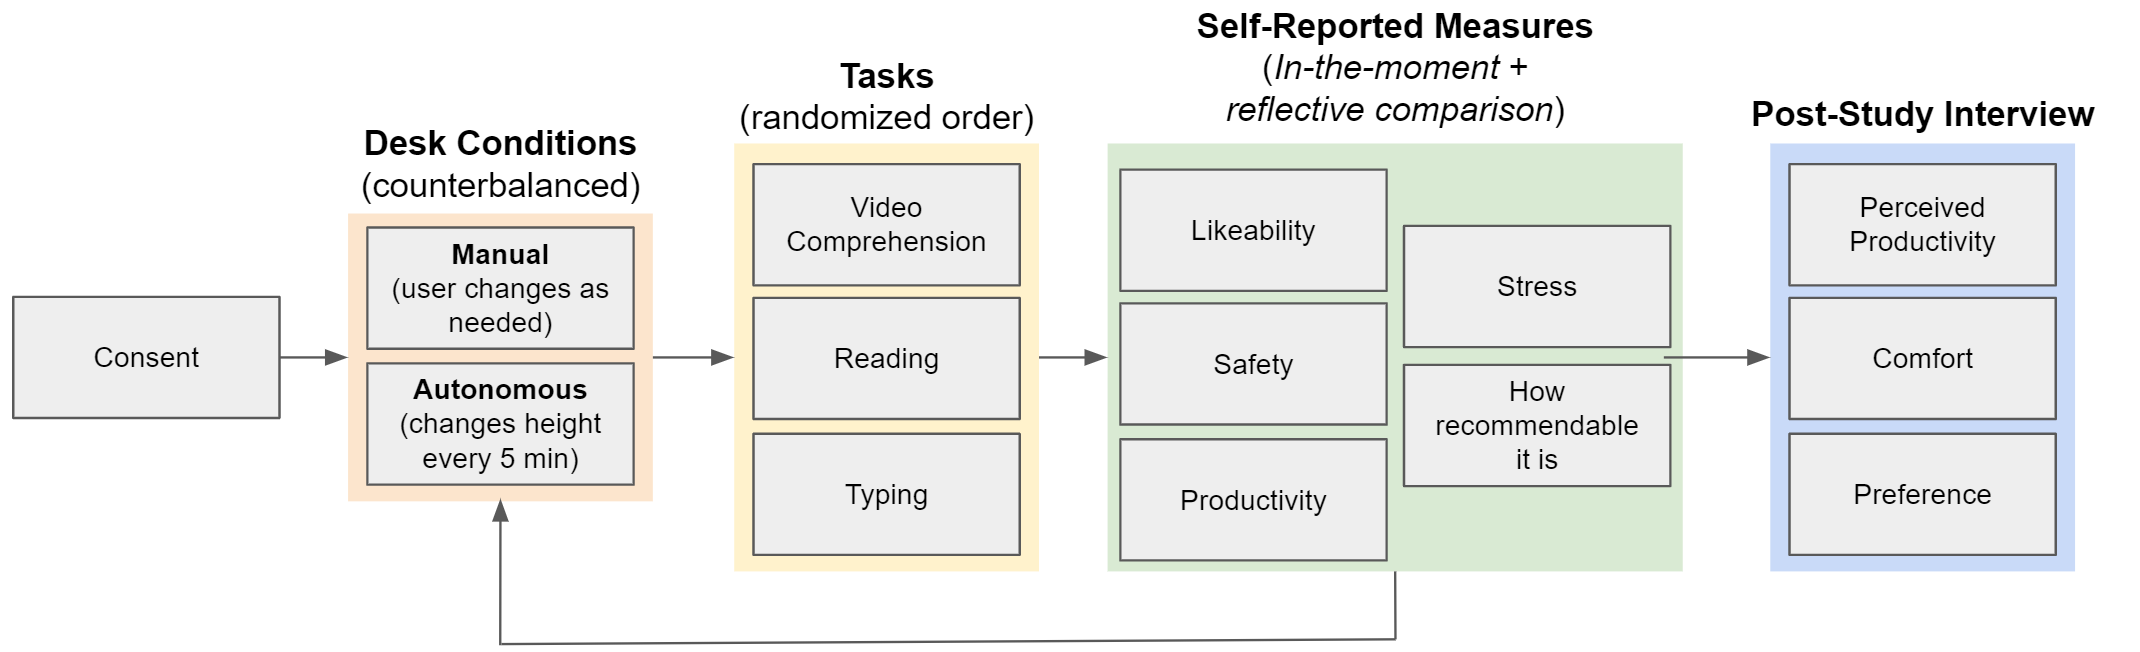 Consent
Desk Conditions
(counterbalanced)
Manual
(user changes as
needed)
Autonomous
(changes height
every 5 min)
Tasks
(randomized order)
Video
Comprehension
Reading
Typing
Self-Reported Measures
(In-the-moment +
reflective comparison)
Likeability
Safety
Productivity
Stress
How
recommendable
it is
Post-Study Interview
Perceived
Productivity
Comfort
Preference